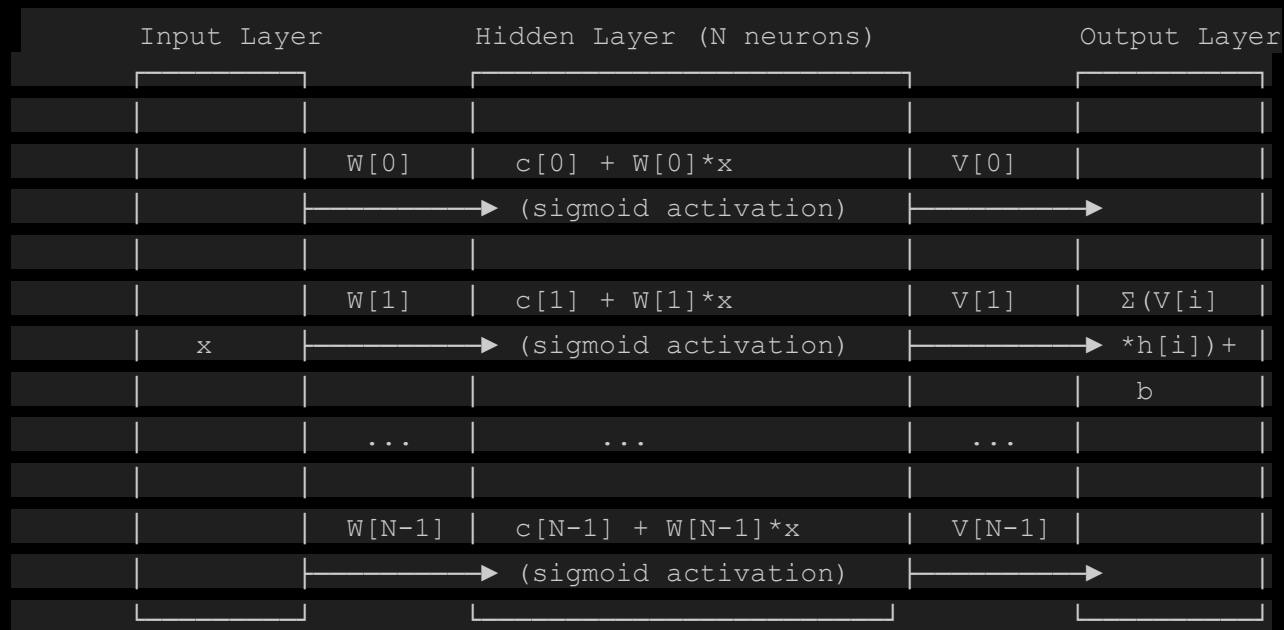 Input Layer Hidden Layer (N neurons) Output Layer
W[0] c[0] + W[0]*x V[0]
(sigmoid activation)
W[1] c[1] + W[1]*x V[1] Σ(V[i]
x (sigmoid activation) *h[i])+
b
... ... ...
W[N-1] c[N-1] + W[N-1]*x V[N-1]
(sigmoid activation)